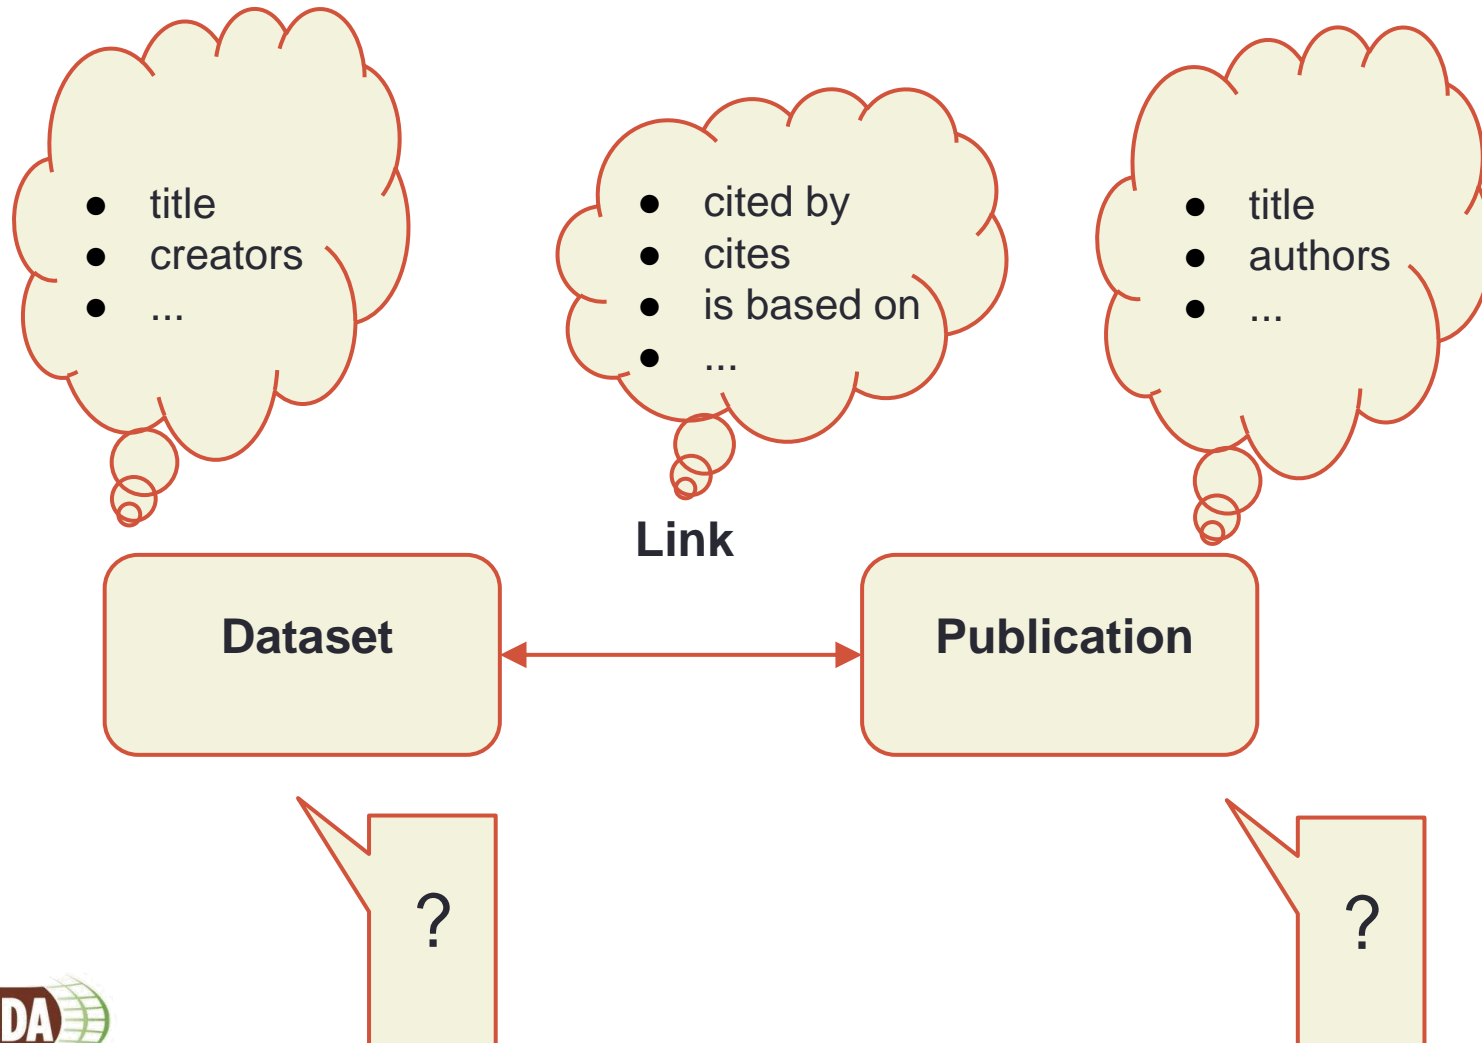 ● title
● creators
● ...
● cited by
● cites
● is based on
● ...
● title
● authors
● ...
Link
Dataset
Publication
?
?
DA